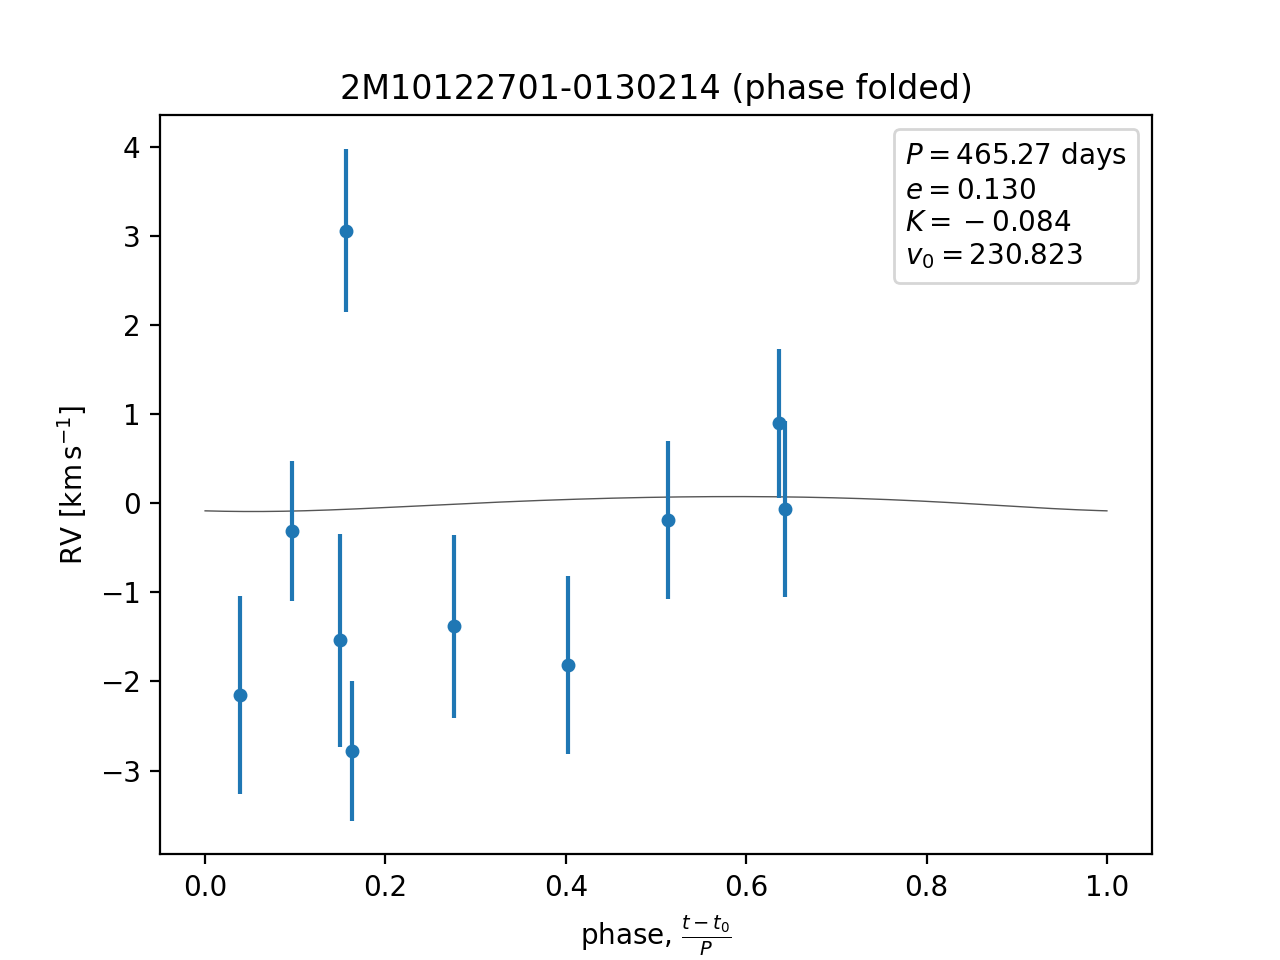 2M10122701-0130214 (phase folded)
P = 465.27 days
e = 0.130
K = −0.084
v₀ = 230.823
4
3
2
1
0
−1
−2
−3
RV [km s⁻¹]
0.0 0.2 0.4 0.6 0.8 1.0
phase, (t − t₀)/P